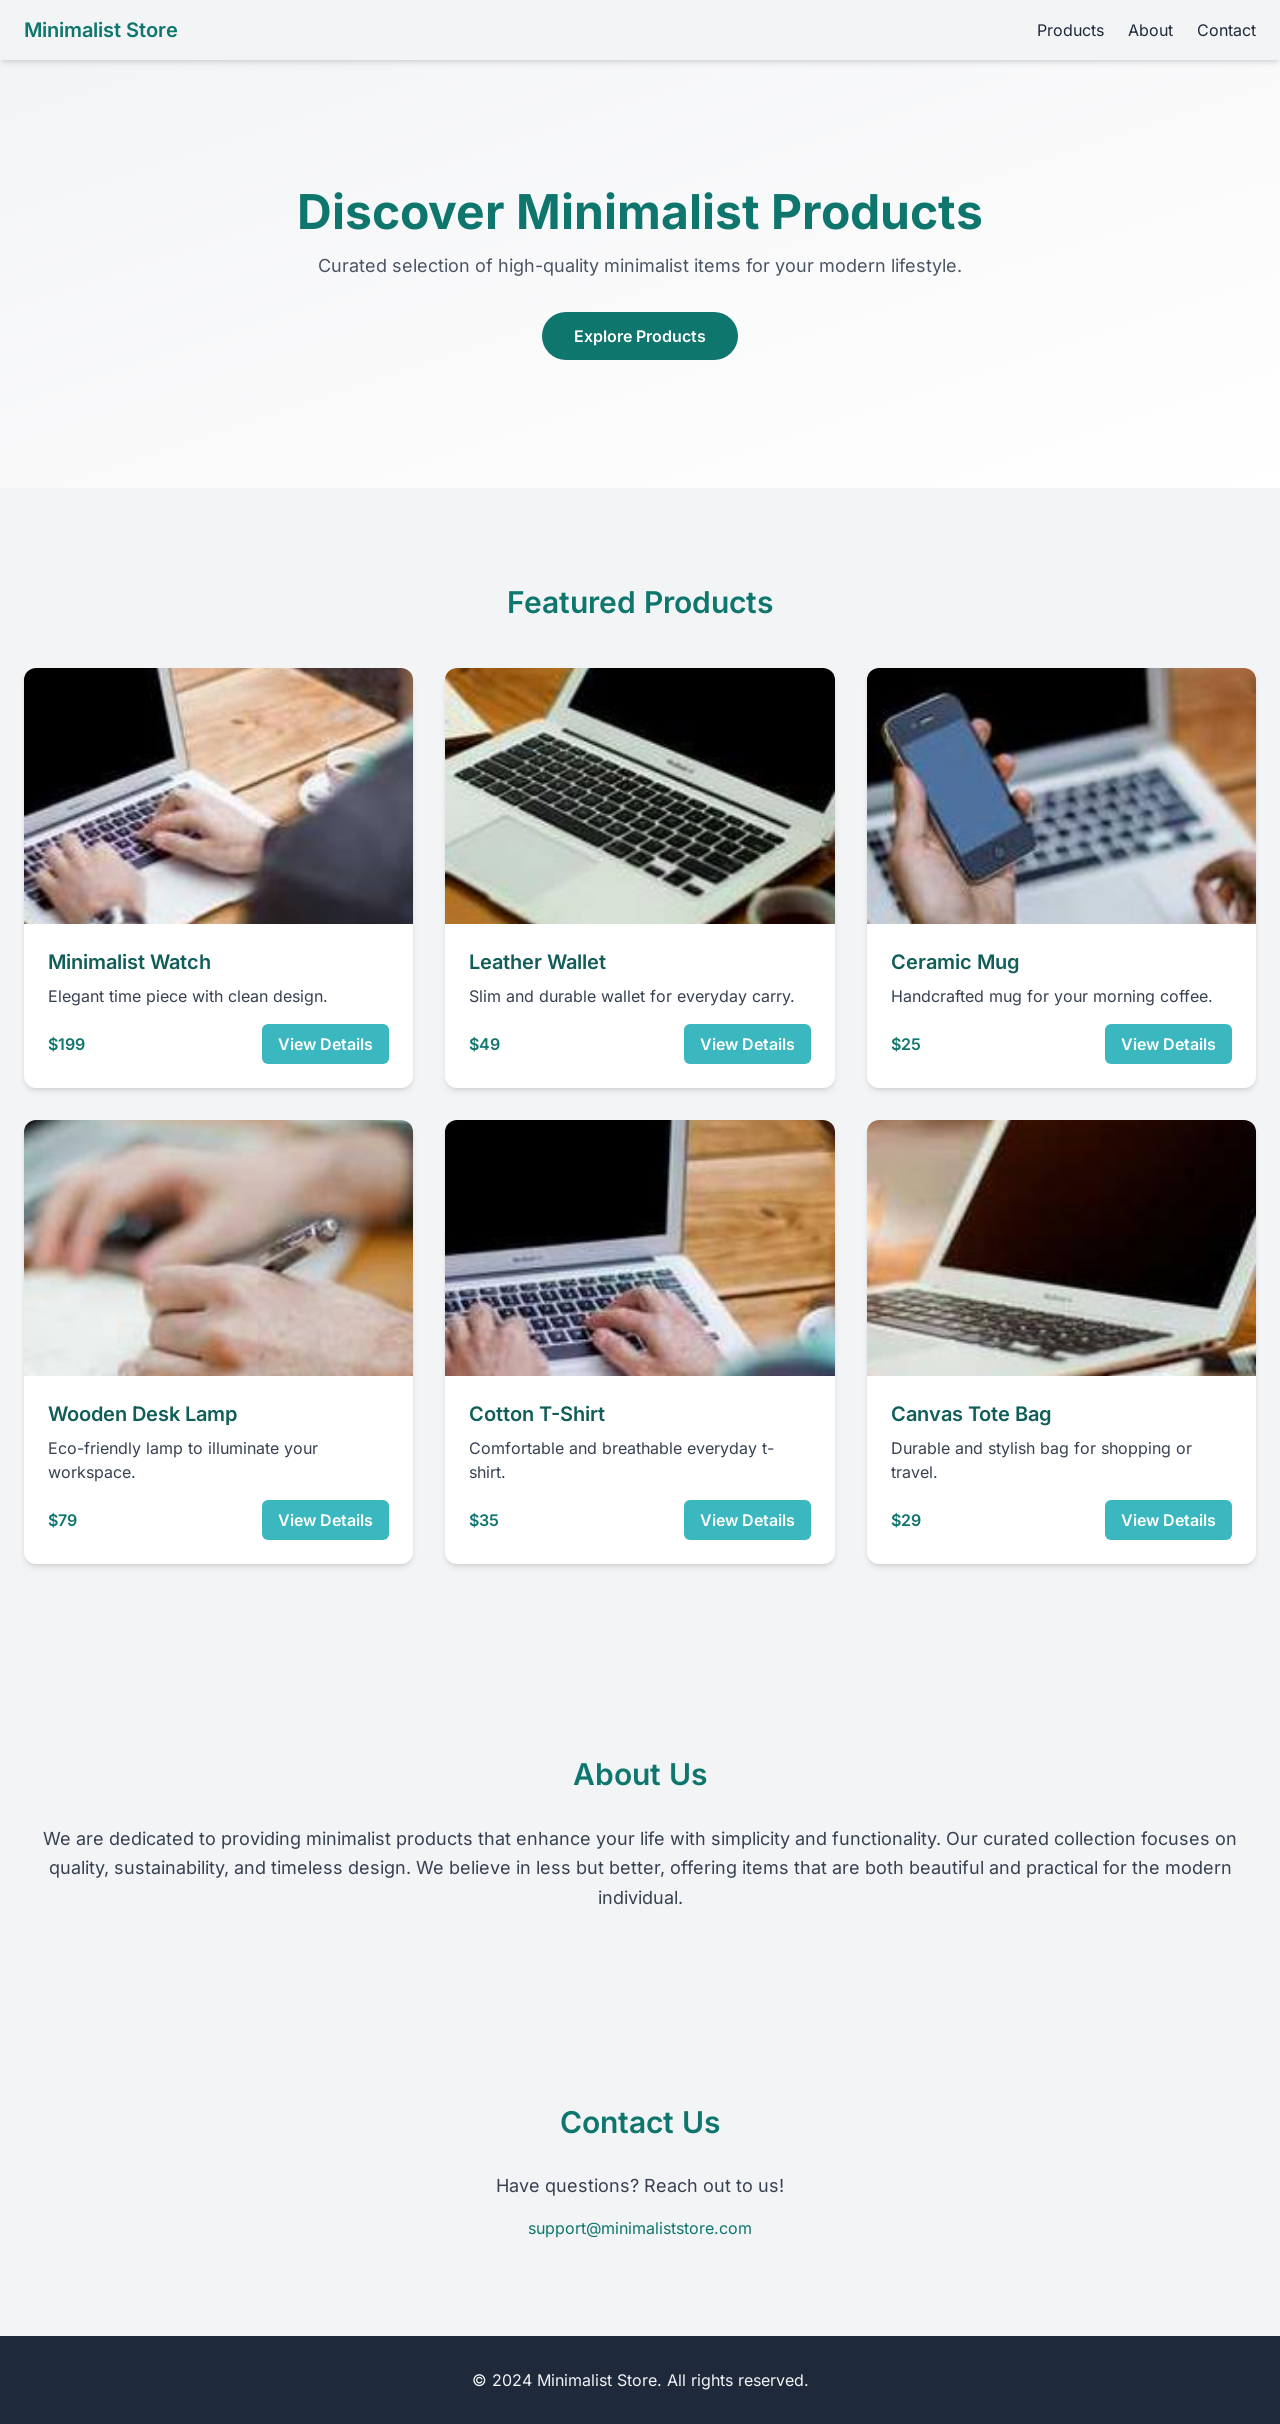 Minimalist Store
Products About Contact
Discover Minimalist Products
Curated selection of high-quality minimalist items for your modern lifestyle.
Explore Products
Featured Products
Minimalist Watch
Elegant time piece with clean design.
$199
View Details
Leather Wallet
Slim and durable wallet for everyday carry.
$49
View Details
Ceramic Mug
Handcrafted mug for your morning coffee.
$25
View Details
Wooden Desk Lamp
Eco-friendly lamp to illuminate your
workspace.
$79
View Details
Cotton T-Shirt
Comfortable and breathable everyday t-
shirt.
$35
View Details
Canvas Tote Bag
Durable and stylish bag for shopping or
travel.
$29
View Details
About Us
We are dedicated to providing minimalist products that enhance your life with simplicity and functionality. Our curated collection focuses on
quality, sustainability, and timeless design. We believe in less but better, offering items that are both beautiful and practical for the modern
individual.
Contact Us
Have questions? Reach out to us!
support@minimaliststore.com
© 2024 Minimalist Store. All rights reserved.